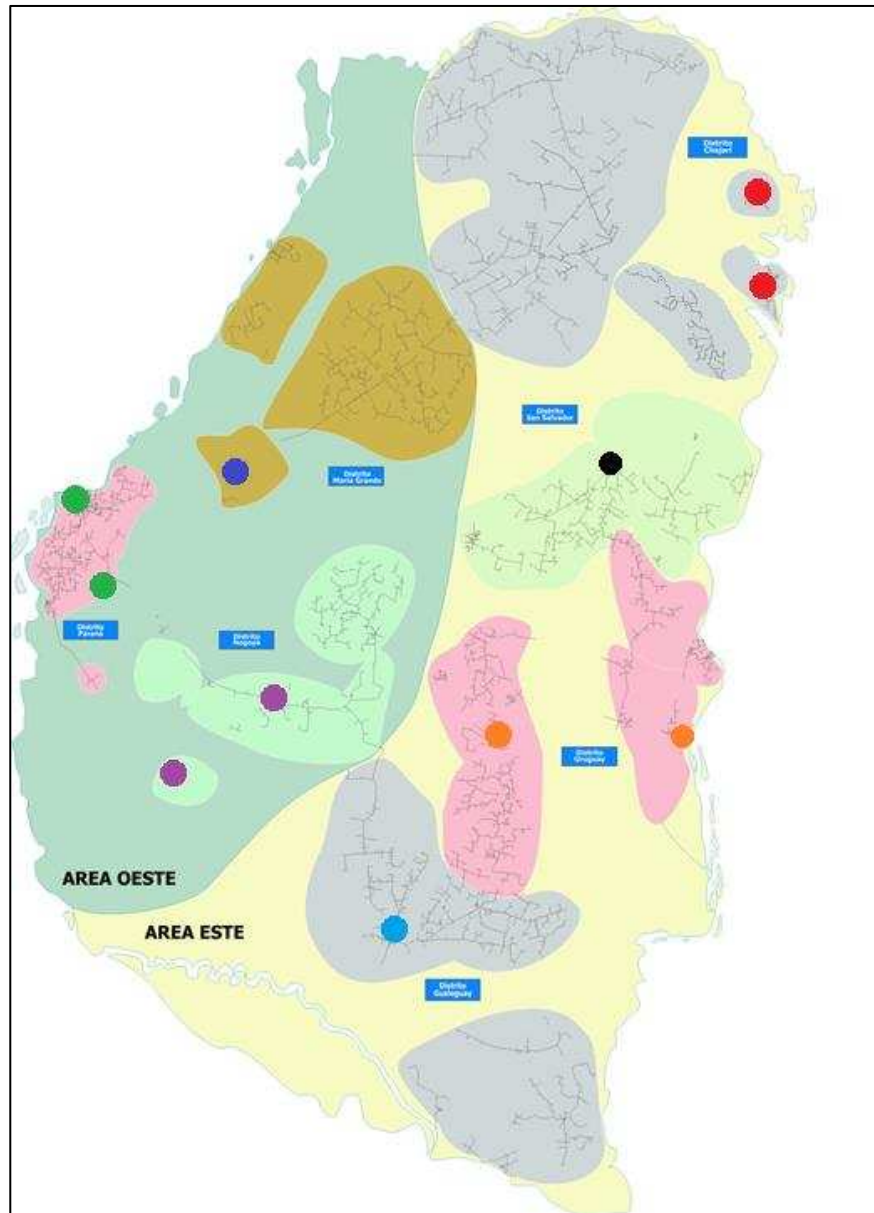 Distrito
Chajarí
Distrito
San Salvador
Distrito
María Grande
Distrito
Paraná
Distrito
Nogoyá
Distrito
Uruguay
AREA OESTE
AREA ESTE
Distrito
Gualeguay